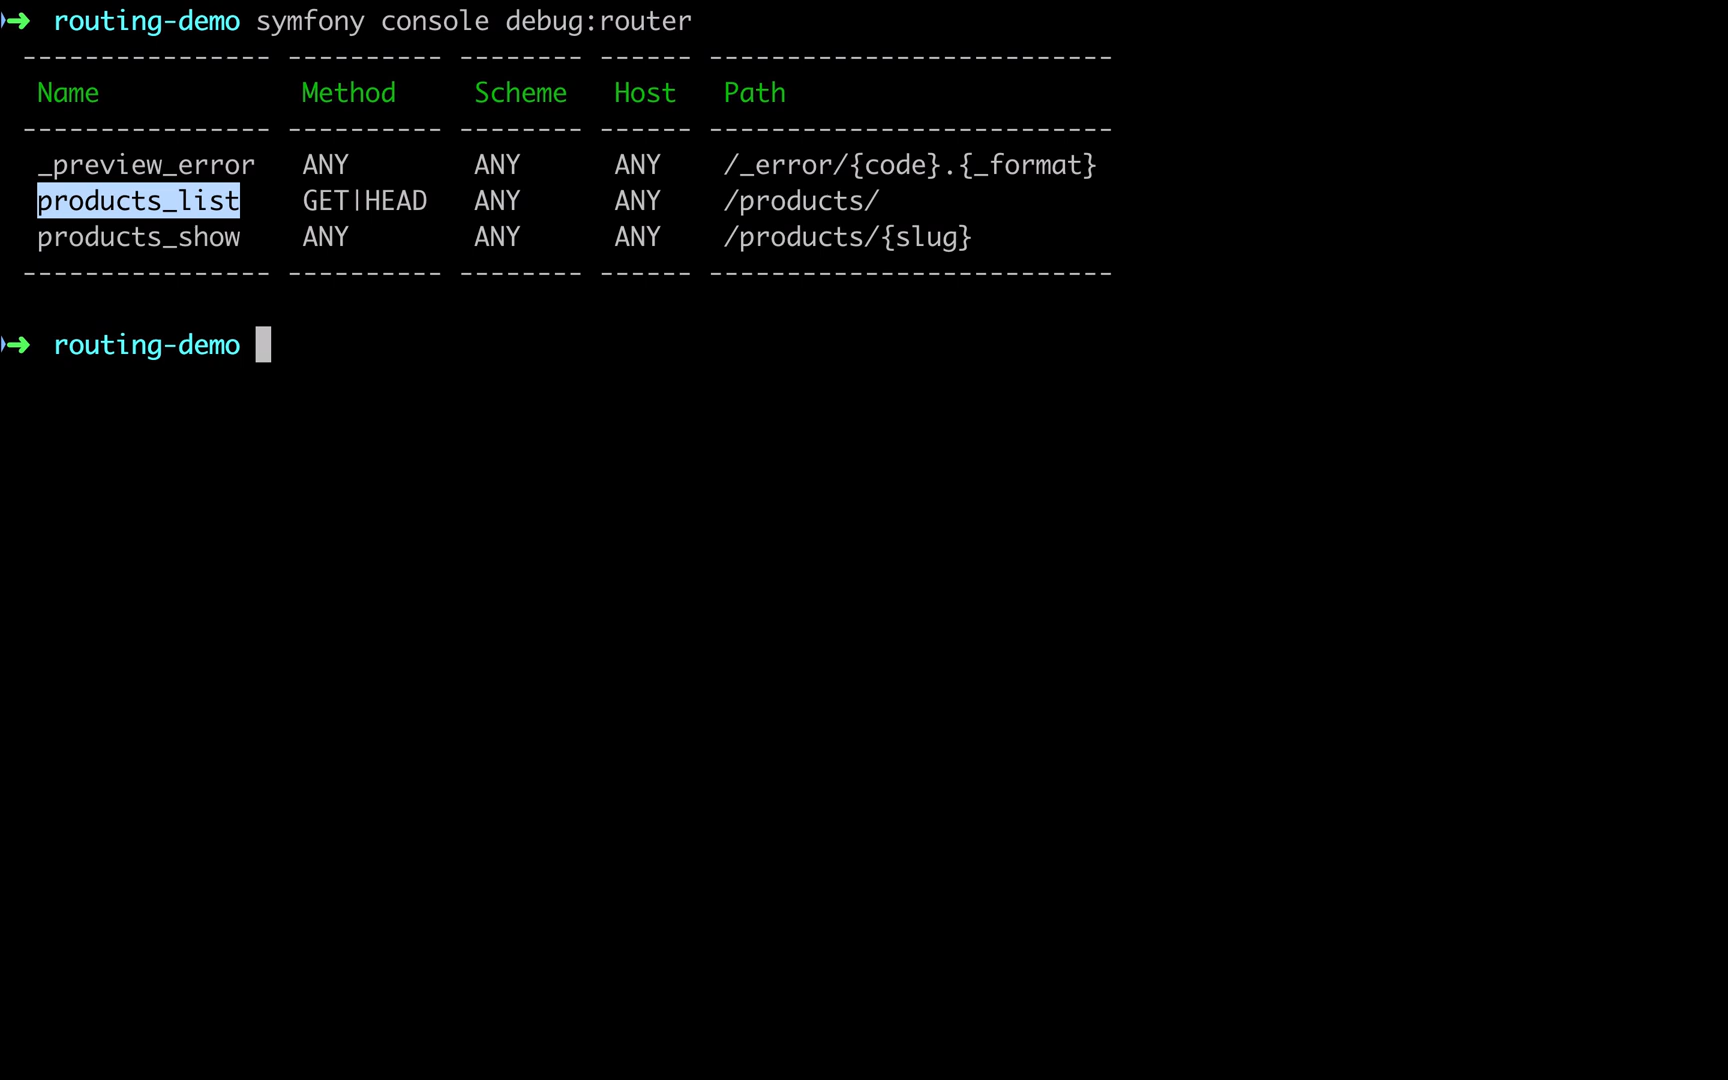 ➜  routing-demo symfony console debug:router
 ---------------- ---------- -------- ------ --------------------------
  Name             Method     Scheme   Host   Path
 ---------------- ---------- -------- ------ --------------------------
  _preview_error   ANY        ANY      ANY    /_error/{code}.{_format}
  products_list    GET|HEAD   ANY      ANY    /products/
  products_show    ANY        ANY      ANY    /products/{slug}
 ---------------- ---------- -------- ------ --------------------------
➜  routing-demo